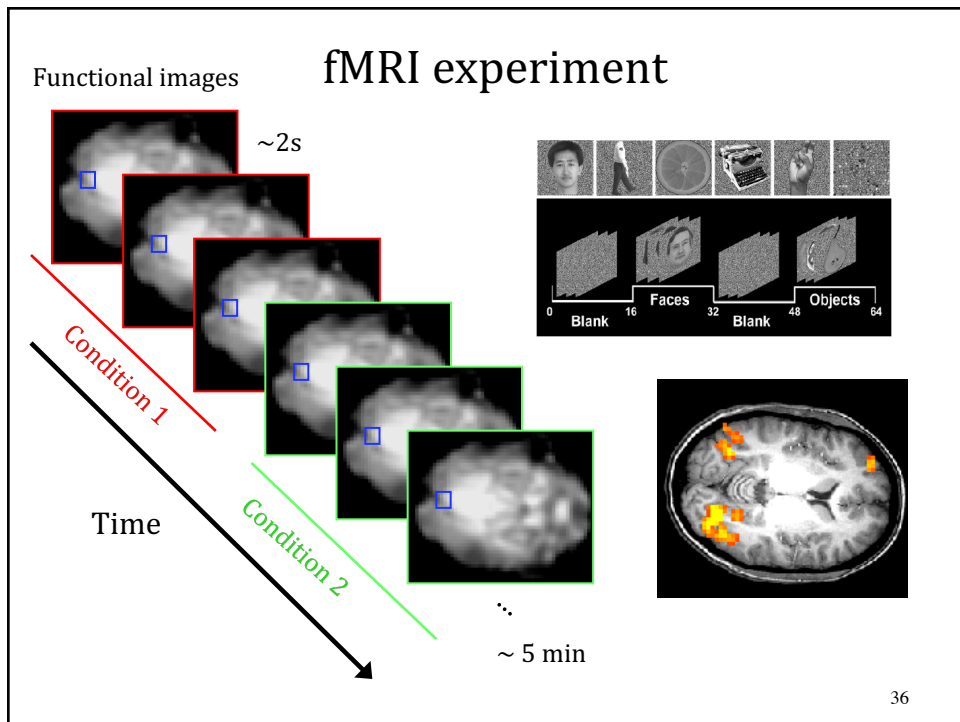 fMRI experiment
Functional images
~2s
Condition 1
Time
Condition 2
...
~ 5 min
Faces
Objects
0
16
32
48
64
Blank
Blank
36